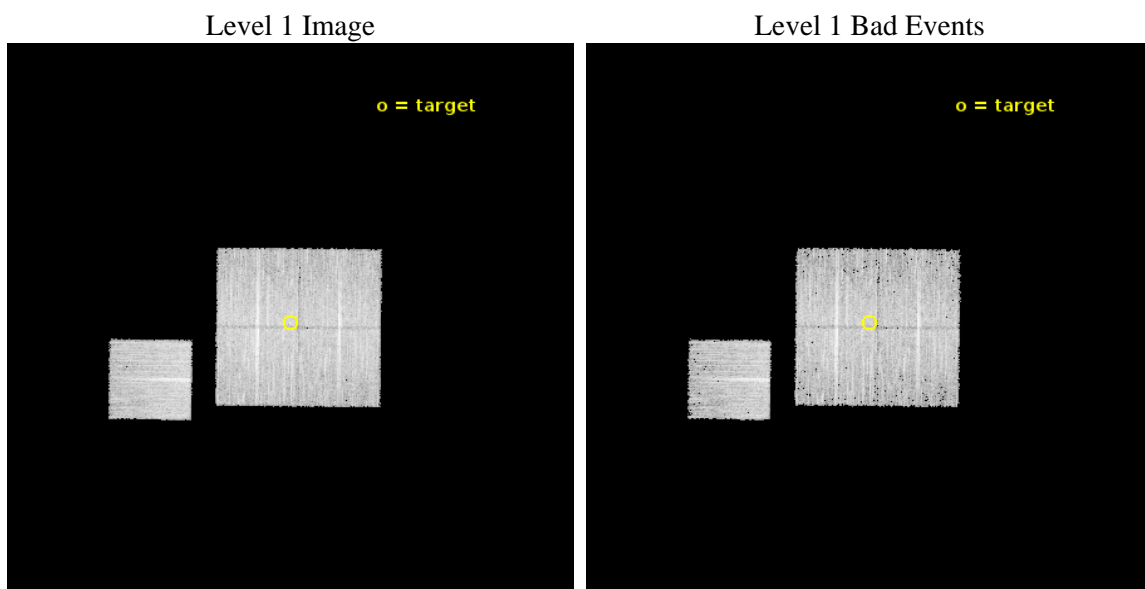 Level 1 Image
Level 1 Bad Events
o = target
o = target